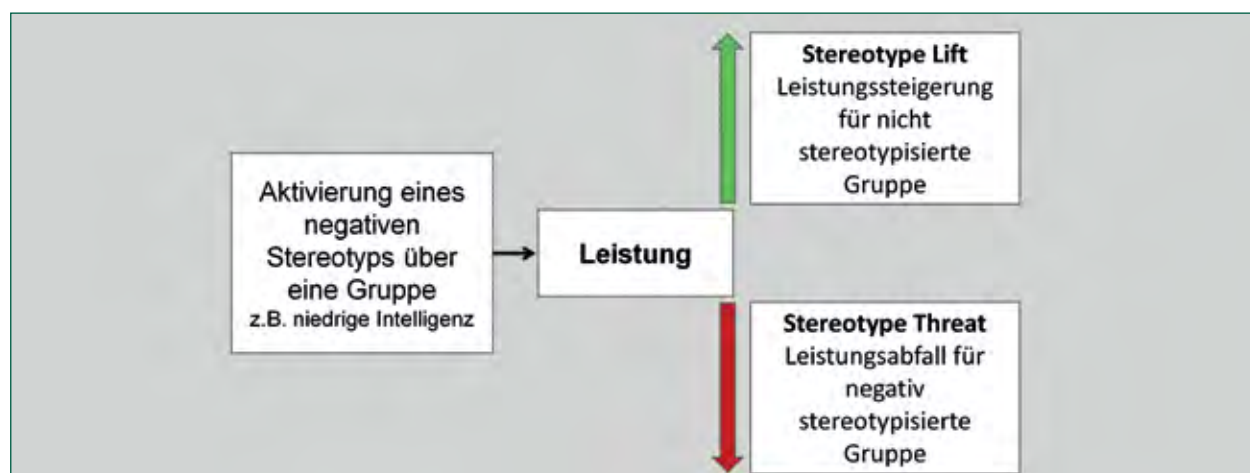 Aktivierung eines
negativen
Stereotyps über
eine Gruppe
z.B. niedrige Intelligenz
Leistung
Stereotype Lift
Leistungssteigerung
für nicht
stereotypisierte
Gruppe
Stereotype Threat
Leistungsabfall für
negativ
stereotypisierte
Gruppe